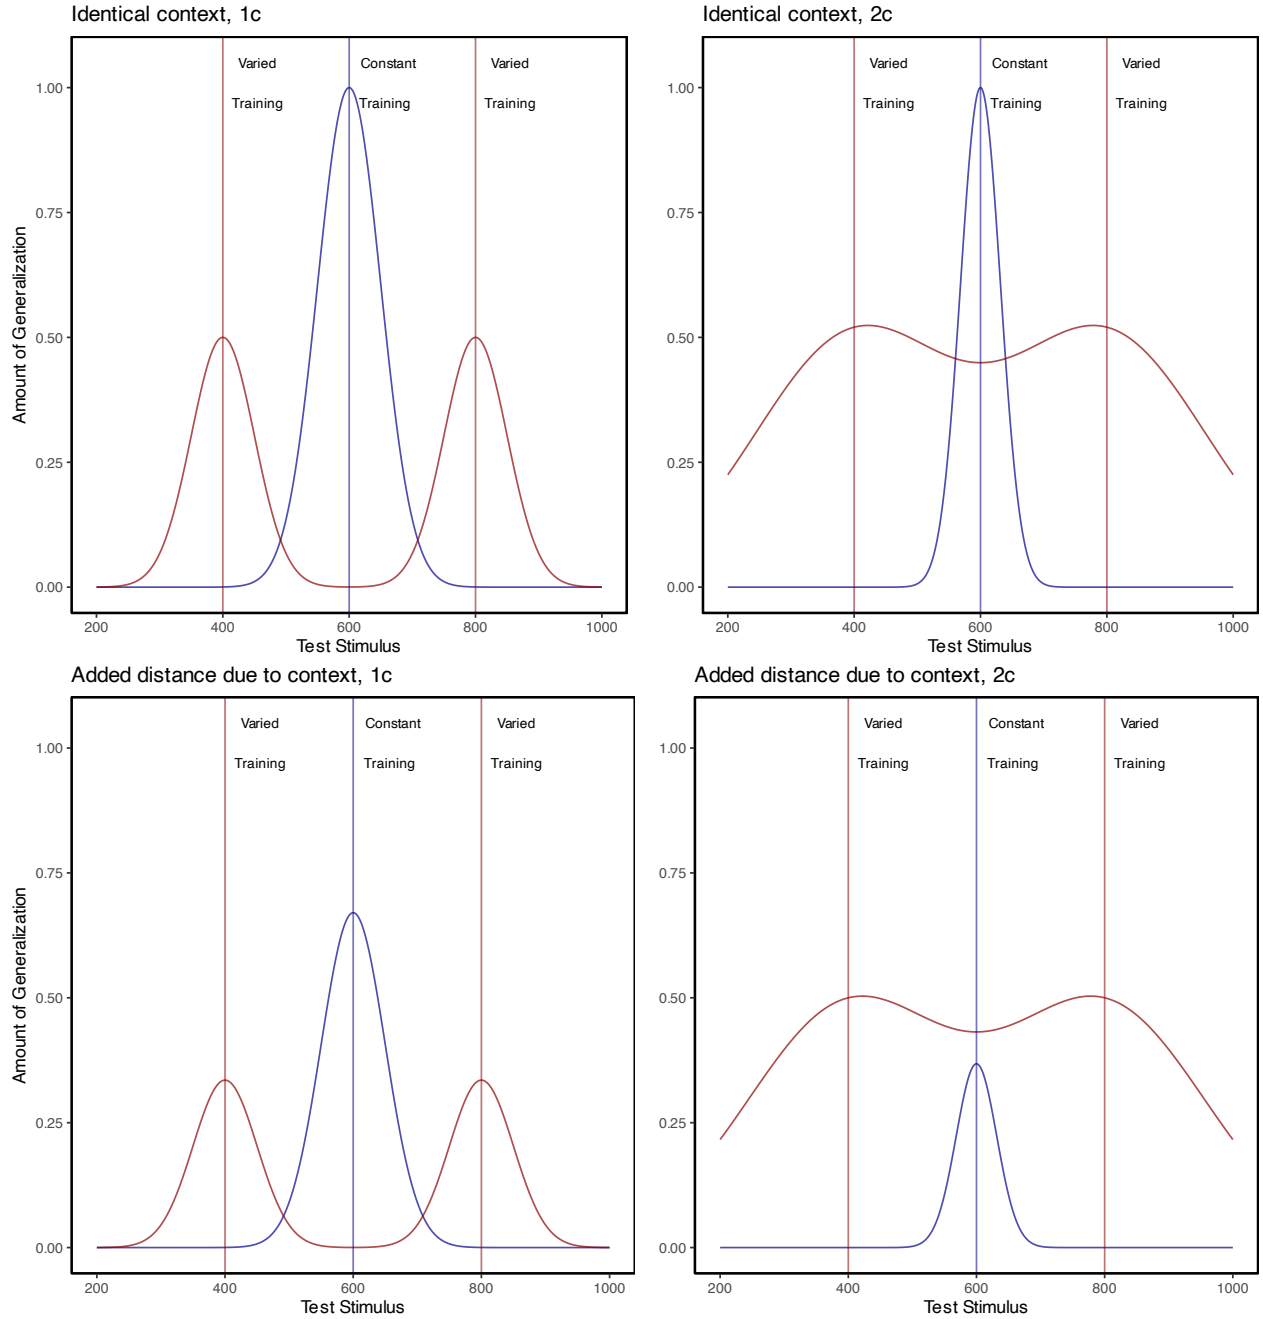 Identical context, 1c
Varied Constant Varied
Training Training Training
1.00
0.75
0.50
0.25
0.00
Amount of Generalization
200 400 600 800 1000
Test Stimulus
Identical context, 2c
Varied Constant Varied
Training Training Training
1.00
0.75
0.50
0.25
0.00
200 400 600 800 1000
Test Stimulus
Added distance due to context, 1c
Varied Constant Varied
Training Training Training
1.00
0.75
0.50
0.25
0.00
Amount of Generalization
200 400 600 800 1000
Test Stimulus
Added distance due to context, 2c
Varied Constant Varied
Training Training Training
1.00
0.75
0.50
0.25
0.00
200 400 600 800 1000
Test Stimulus